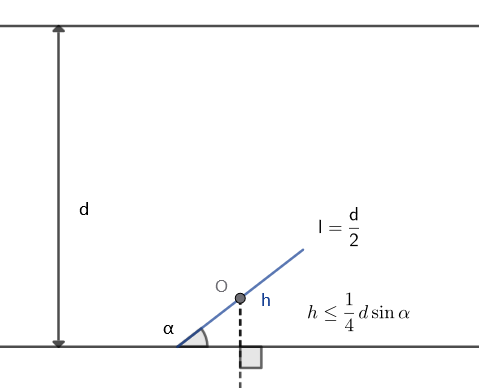 d
l = d/2
O
h
h ≤ 1/4 d sin α
α